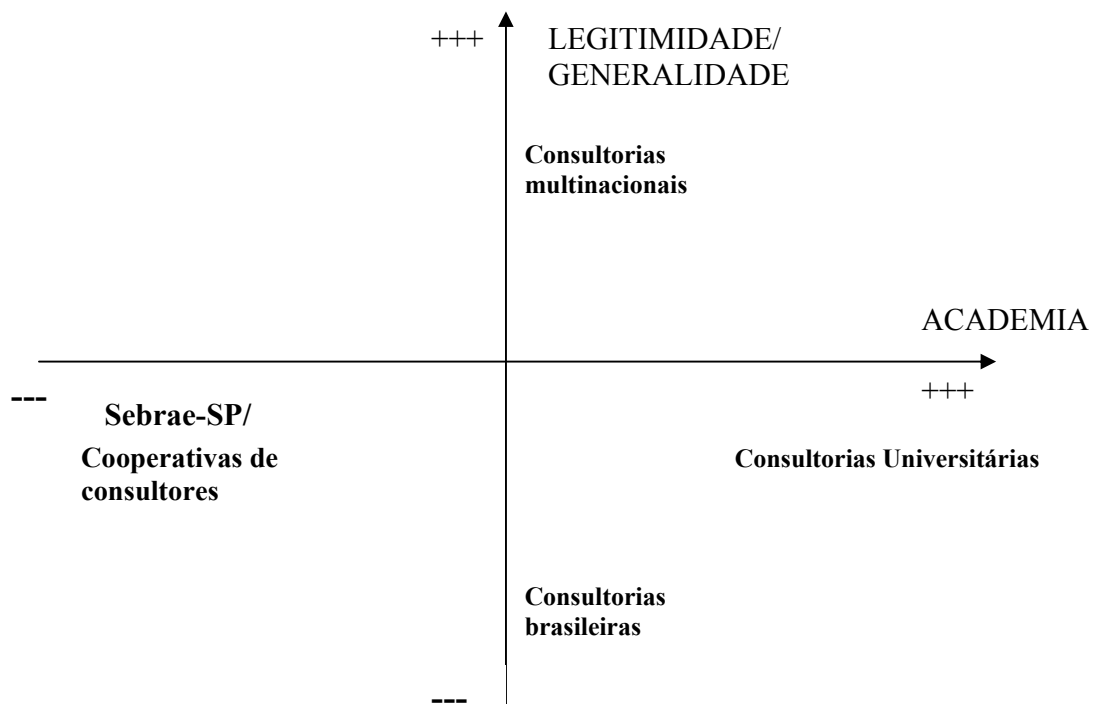 +++ LEGITIMIDADE/
GENERALIDADE
Consultorias
multinacionais
ACADEMIA
--- +++
Sebrae-SP/
Cooperativas de
consultores
Consultorias Universitárias
Consultorias
brasileiras
---